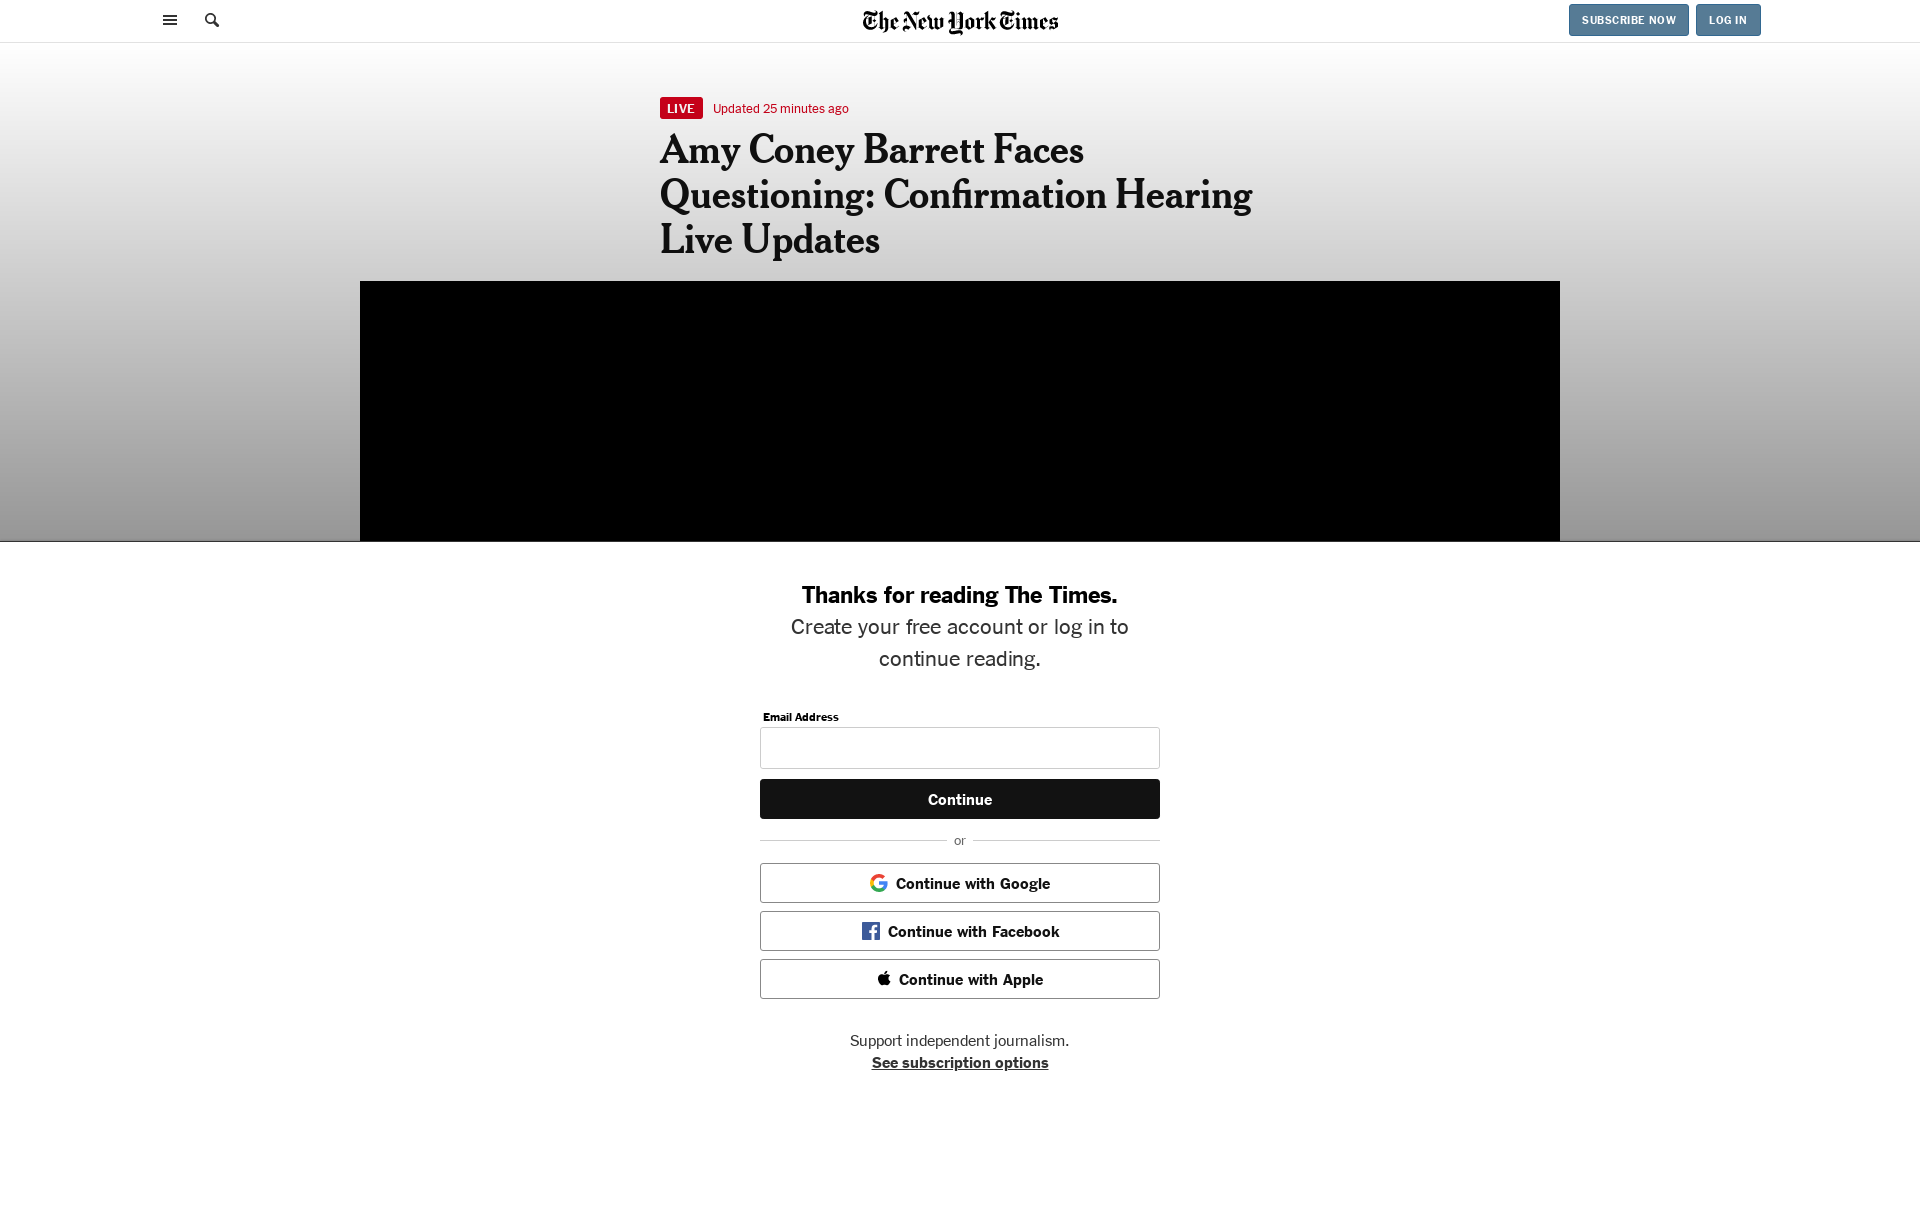 The New York Times
SUBSCRIBE NOW
LOG IN
LIVE Updated 25 minutes ago
Amy Coney Barrett Faces
Questioning: Confirmation Hearing
Live Updates
Thanks for reading The Times.
Create your free account or log in to
continue reading.
Email Address
Continue
or
Continue with Google
Continue with Facebook
Continue with Apple
Support independent journalism.
See subscription options